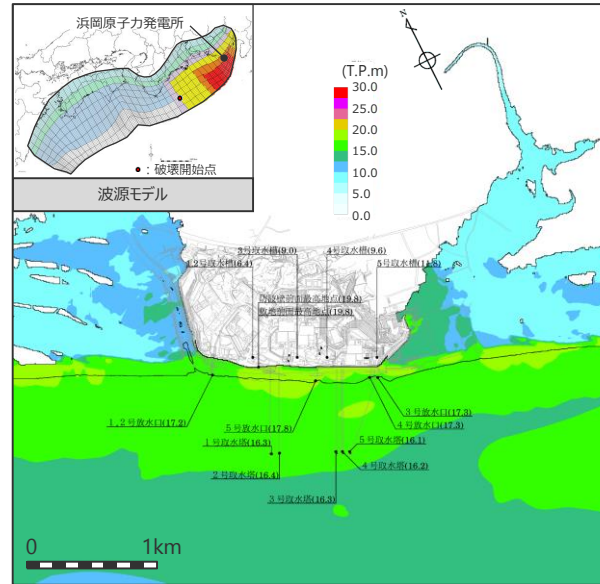 浜岡原子力発電所
N
：破壊開始点
波源モデル
(T.P.m)
30.0
25.0
20.0
15.0
10.0
5.0
0.0
3号取水槽(9.0)
4号取水槽(9.6)
1,2号取水槽(6.4)
5号取水槽(11.8)
防波壁前面最高地点(19.8)
敷地前面最高地点(19.8)
1,2号放水口(17.2)
5号放水口(17.8)
3号放水口(17.3)
4号放水口(17.3)
1号取水塔(16.3)
5号取水塔(16.1)
2号取水塔(16.4)
4号取水塔(16.2)
3号取水塔(16.3)
0 1km